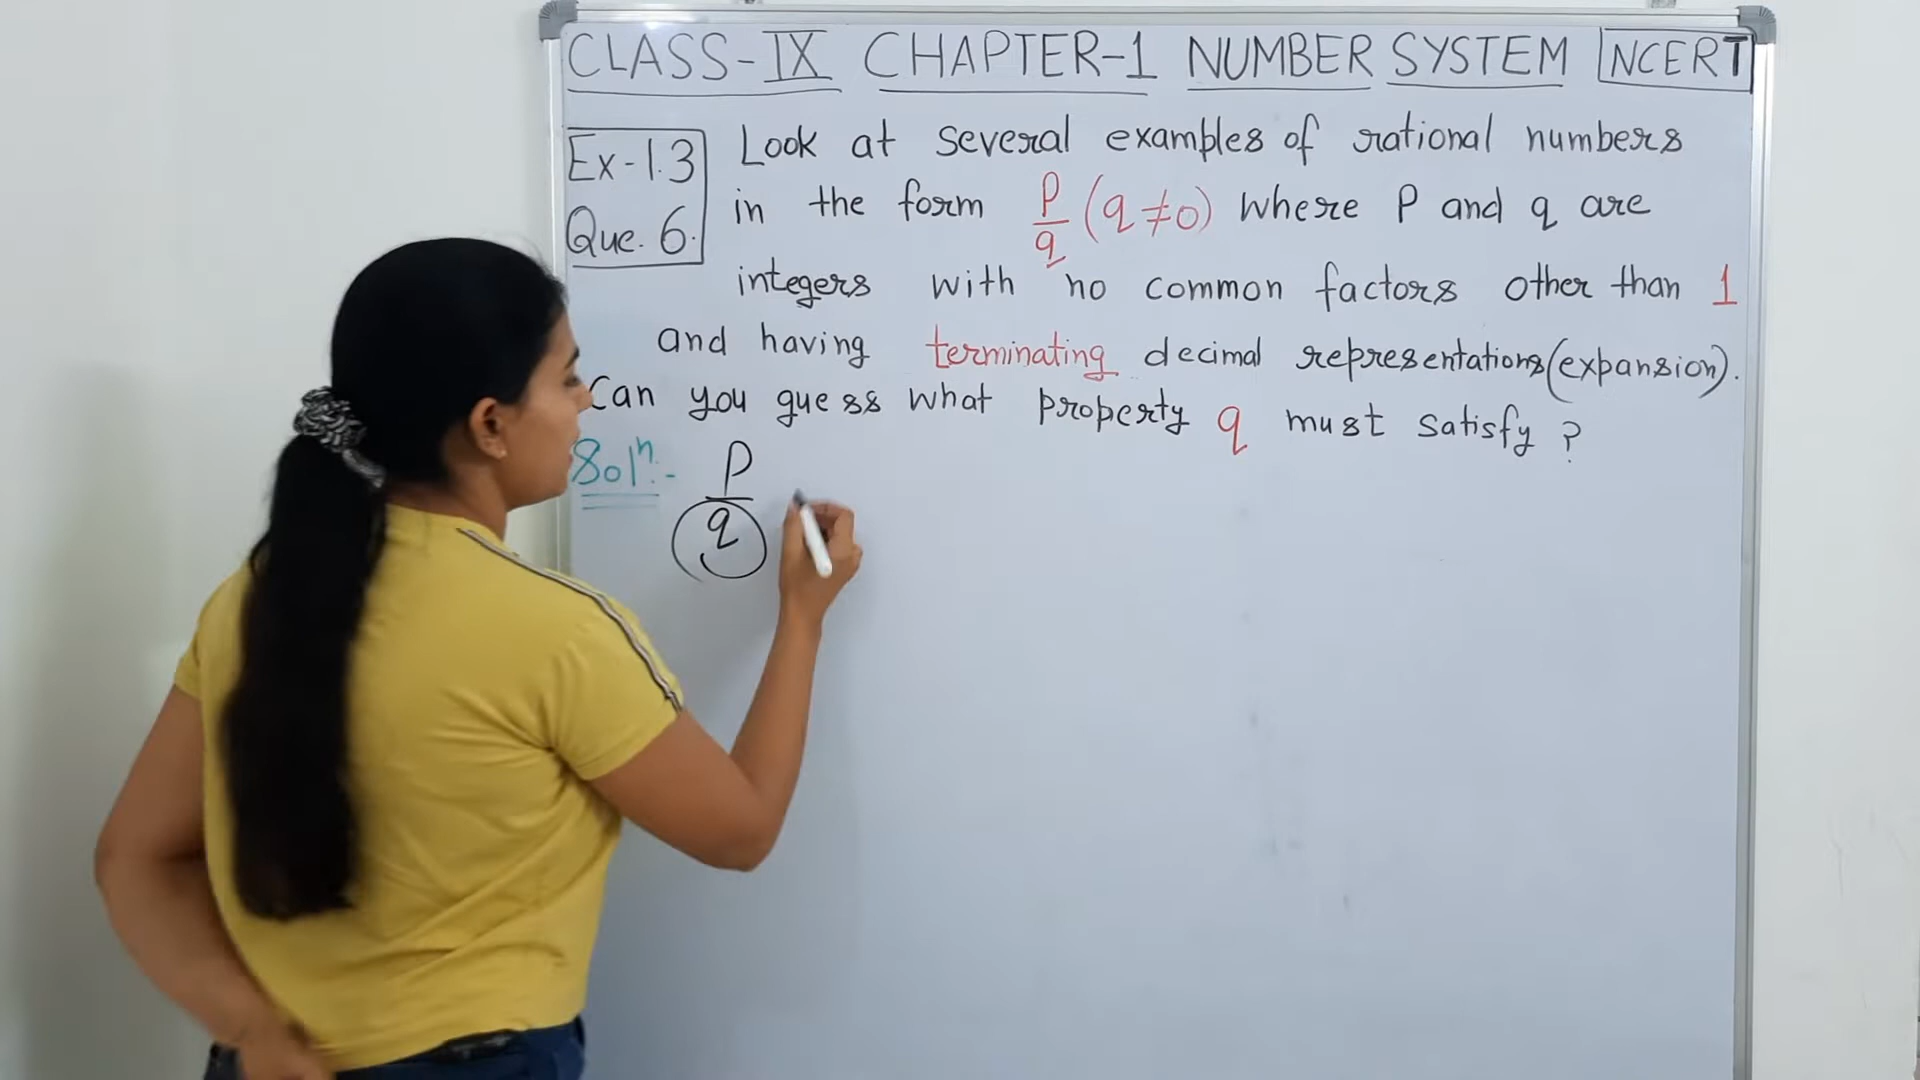 CLASS-IX CHAPTER-1 NUMBER SYSTEM NCERT
Ex-1.3
Que. 6.
Look at several examples of rational numbers
in the form p/q (q≠0) where p and q are
integers with no common factors other than 1
and having terminating decimal representations(expansion).
Can you guess what property q must satisfy ?
Solⁿ:- p/q